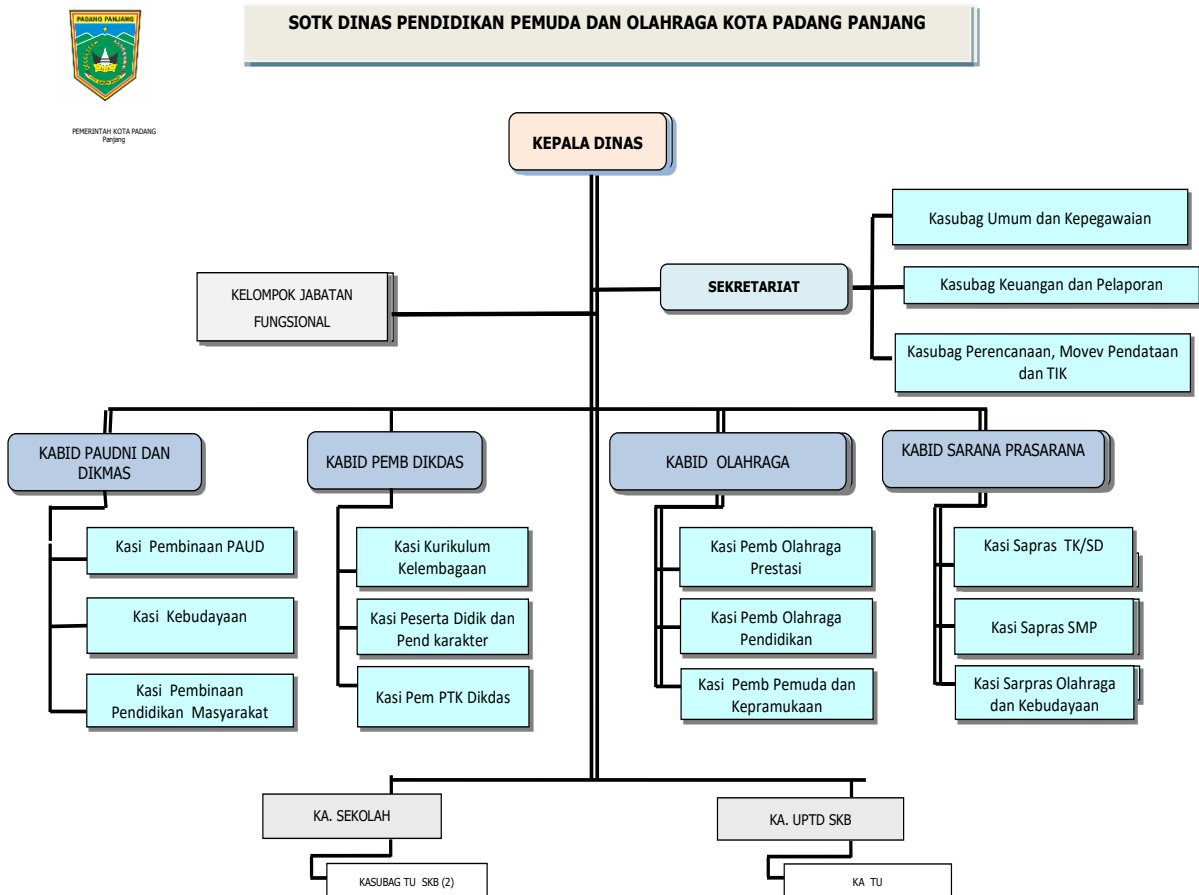 SOTK DINAS PENDIDIKAN PEMUDA DAN OLAHRAGA KOTA PADANG PANJANG
PADANG PANJANG
PEMERINTAH KOTA PADANG
Panjang
KEPALA DINAS
Kasubag Umum dan Kepegawaian
SEKRETARIAT
Kasubag Keuangan dan Pelaporan
KELOMPOK JABATAN
FUNGSIONAL
Kasubag Perencanaan, Movev Pendataan
dan TIK
KABID PAUDNI DAN
DIKMAS
KABID PEMB DIKDAS
KABID OLAHRAGA
KABID SARANA PRASARANA
Kasi Pembinaan PAUD
Kasi Kebudayaan
Kasi Pembinaan
Pendidikan Masyarakat
Kasi Kurikulum
Kelembagaan
Kasi Peserta Didik dan
Pend karakter
Kasi Pem PTK Dikdas
Kasi Pemb Olahraga
Prestasi
Kasi Pemb Olahraga
Pendidikan
Kasi Pemb Pemuda dan
Kepramukaan
Kasi Sapras TK/SD
Kasi Sapras SMP
Kasi Sarpras Olahraga
dan Kebudayaan
KA. SEKOLAH
KA. UPTD SKB
KASUBAG TU SKB (2)
KA TU